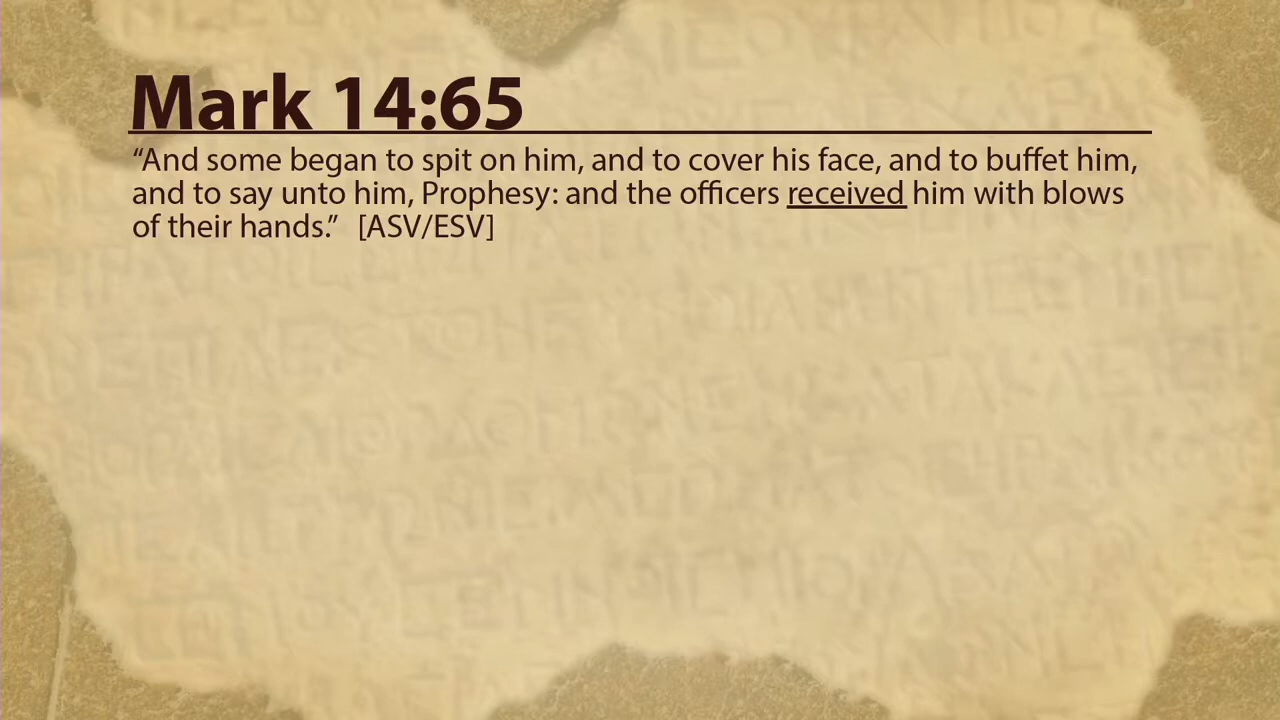 Mark 14:65
“And some began to spit on him, and to cover his face, and to buffet him,
and to say unto him, Prophesy: and the officers received him with blows
of their hands.”   [ASV/ESV]